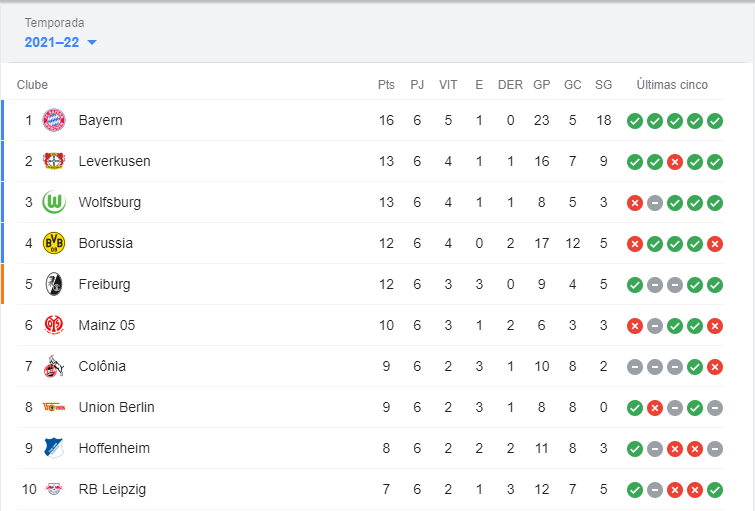 Temporada
2021–22
Clube Pts PJ VIT E DER GP GC SG Últimas cinco
1 Bayern 16 6 5 1 0 23 5 18
2 Leverkusen 13 6 4 1 1 16 7 9
3 Wolfsburg 13 6 4 1 1 8 5 3
4 Borussia 12 6 4 0 2 17 12 5
5 Freiburg 12 6 3 3 0 9 4 5
6 Mainz 05 10 6 3 1 2 6 3 3
7 Colônia 9 6 2 3 1 10 8 2
8 Union Berlin 9 6 2 3 1 8 8 0
9 Hoffenheim 8 6 2 2 2 11 8 3
10 RB Leipzig 7 6 2 1 3 12 7 5